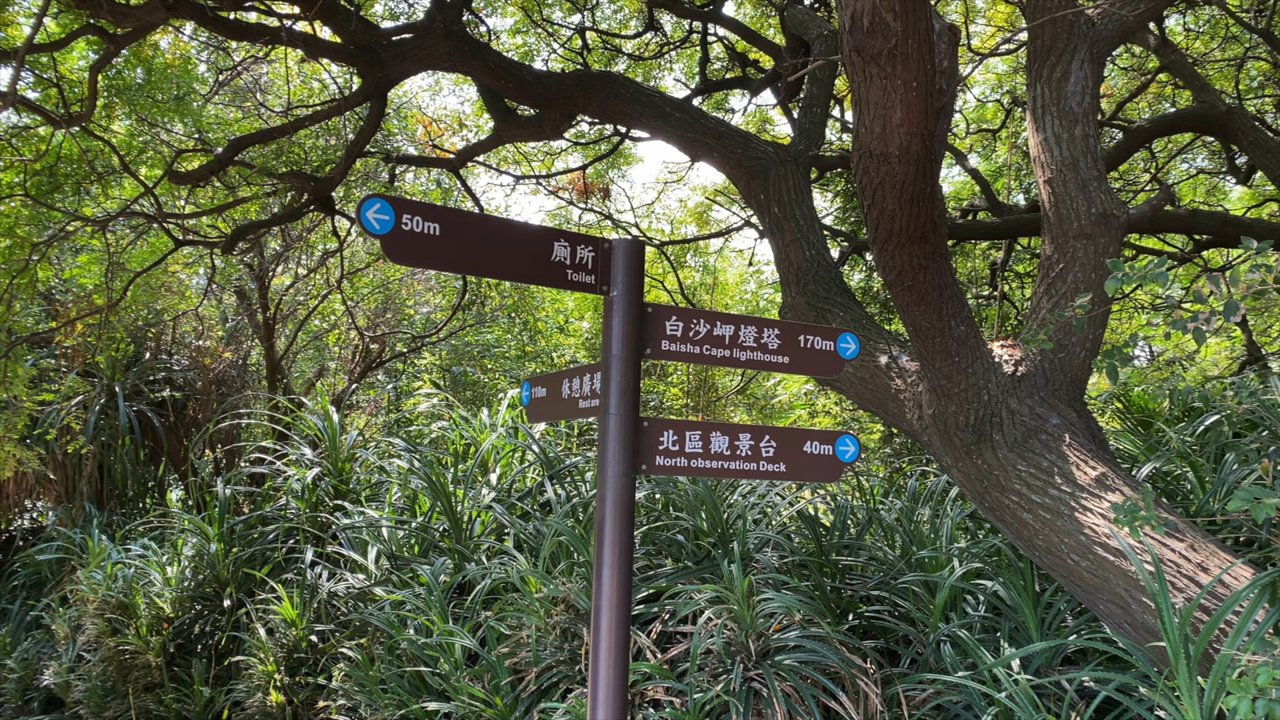 50m
廁所
Toilet
白沙岬燈塔
Baisha Cape lighthouse
170m
110m
休憩廣場
Rest are
北區觀景台
North observation Deck
40m